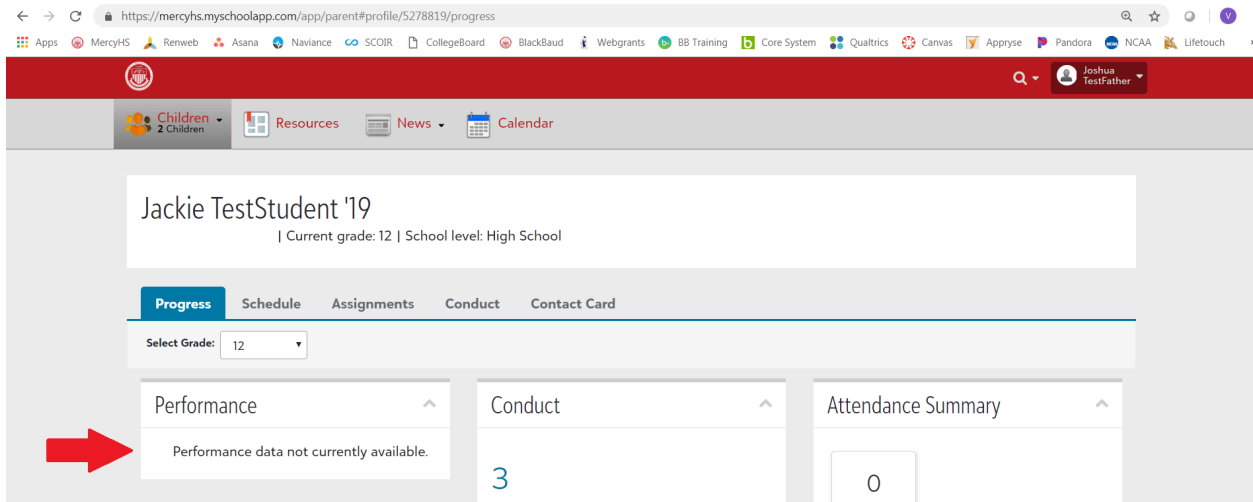 https://mercyhs.myschoolapp.com/app/parent#profile/5278819/progress
V
Apps MercyHS Renweb Asana Naviance SCOIR CollegeBoard BlackBaud Webgrants BB Training Core System Qualtrics Canvas Appryse Pandora NCAA Lifetouch
Joshua
TestFather
Children
2 Children
Resources News Calendar
Jackie TestStudent '19
| Current grade: 12 | School level: High School
Progress Schedule Assignments Conduct Contact Card
Select Grade: 12
Performance Conduct Attendance Summary
Performance data not currently available.
3 0